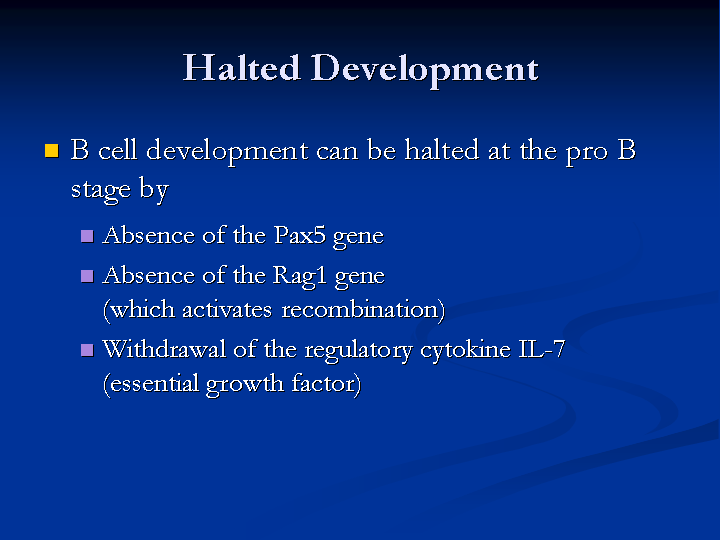 Halted Development
B cell development can be halted at the pro B
stage by
Absence of the Pax5 gene
Absence of the Rag1 gene
(which activates recombination)
Withdrawal of the regulatory cytokine IL-7
(essential growth factor)